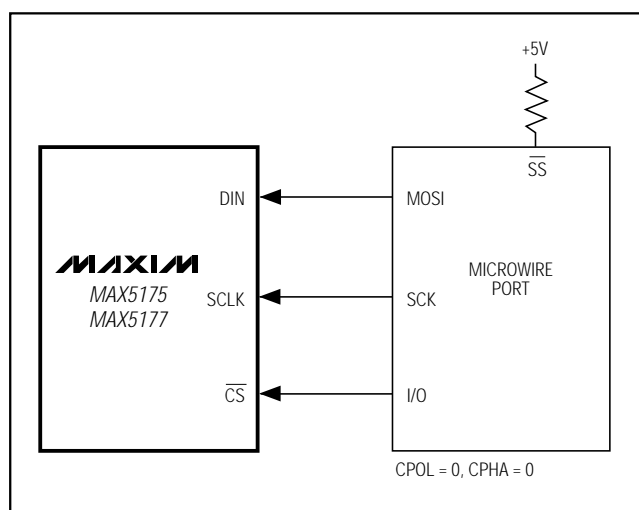 +5V
SS
DIN
MOSI
MAXIM
MAX5175
MAX5177
SCLK
SCK
MICROWIRE
PORT
CS
I/O
CPOL = 0, CPHA = 0